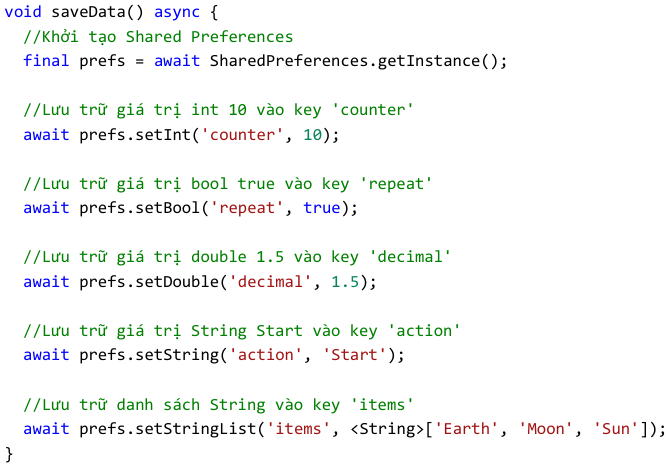 void saveData() async {
//Khởi tạo Shared Preferences
final prefs = await SharedPreferences.getInstance();
//Lưu trữ giá trị int 10 vào key 'counter'
await prefs.setInt('counter', 10);
//Lưu trữ giá trị bool true vào key 'repeat'
await prefs.setBool('repeat', true);
//Lưu trữ giá trị double 1.5 vào key 'decimal'
await prefs.setDouble('decimal', 1.5);
//Lưu trữ giá trị String Start vào key 'action'
await prefs.setString('action', 'Start');
//Lưu trữ danh sách String vào key 'items'
await prefs.setStringList('items', <String>['Earth', 'Moon', 'Sun']);
}